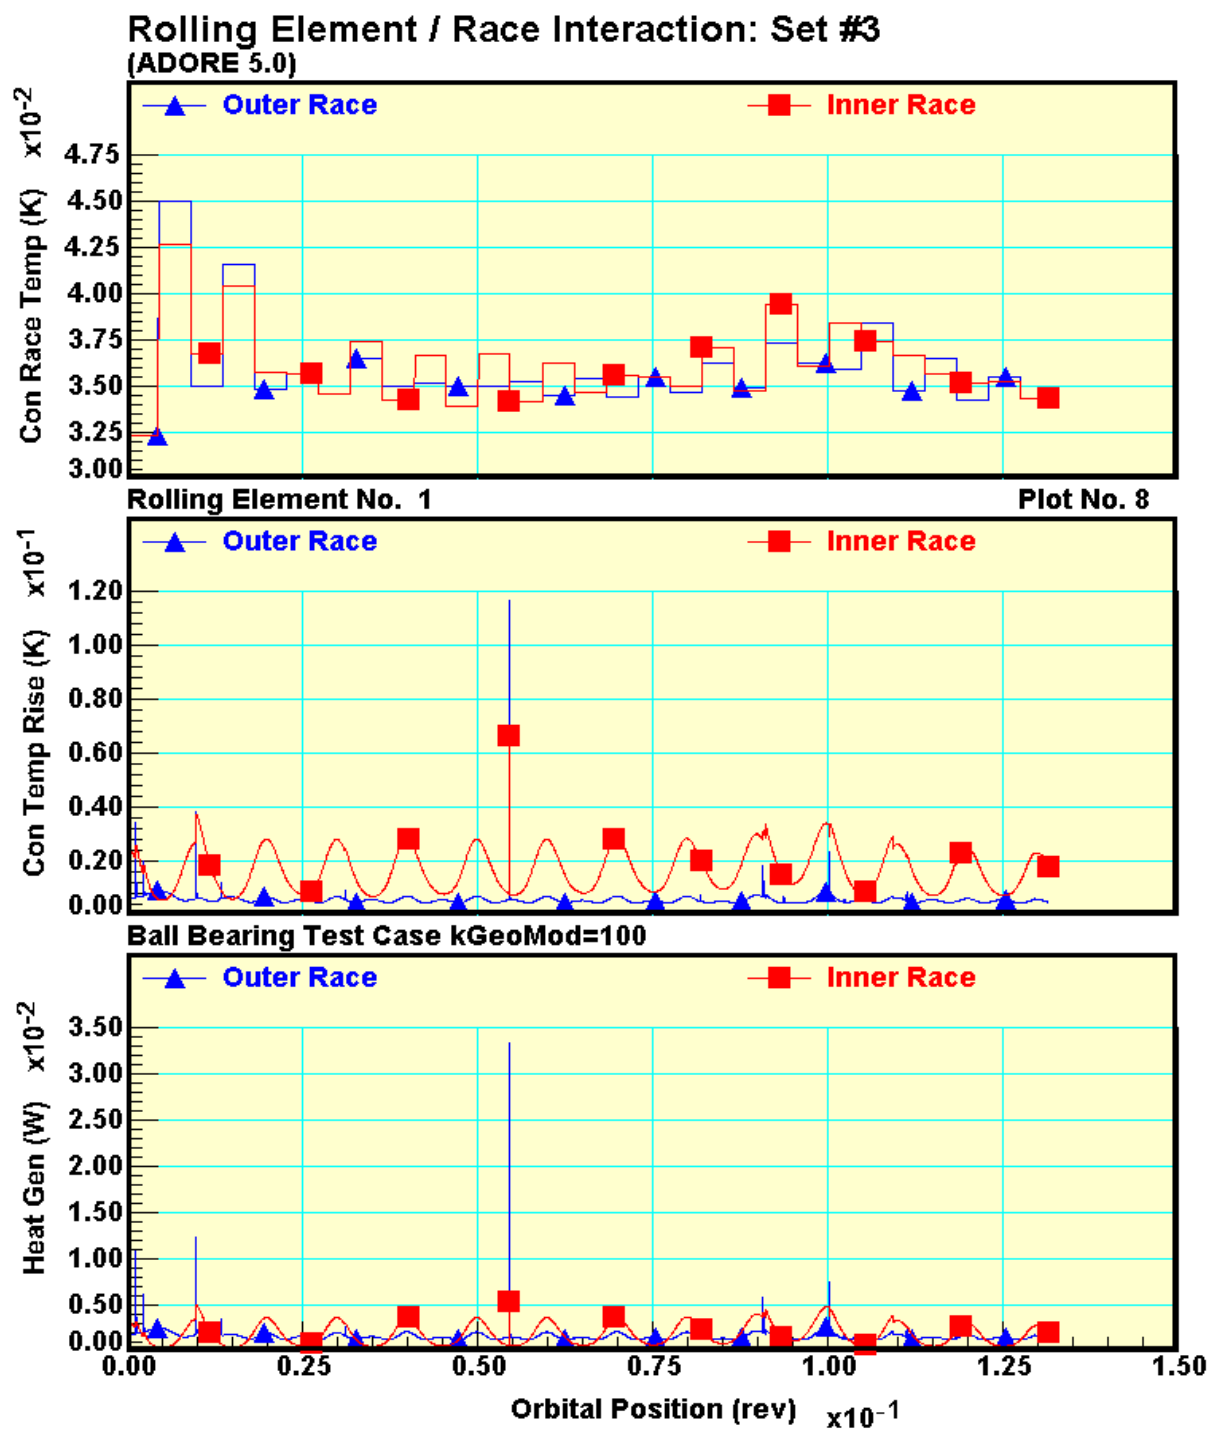 Rolling Element / Race Interaction: Set #3
(ADORE 5.0)
Outer Race
Inner Race
Con Race Temp (K) x10-2
4.75
4.50
4.25
4.00
3.75
3.50
3.25
3.00
Rolling Element No. 1
Plot No. 8
Outer Race
Inner Race
Con Temp Rise (K) x10-1
1.20
1.00
0.80
0.60
0.40
0.20
0.00
Ball Bearing Test Case kGeoMod=100
Outer Race
Inner Race
Heat Gen (W) x10-2
3.50
3.00
2.50
2.00
1.50
1.00
0.50
0.00
0.00 0.25 0.50 0.75 1.00 1.25 1.50
Orbital Position (rev) x10-1